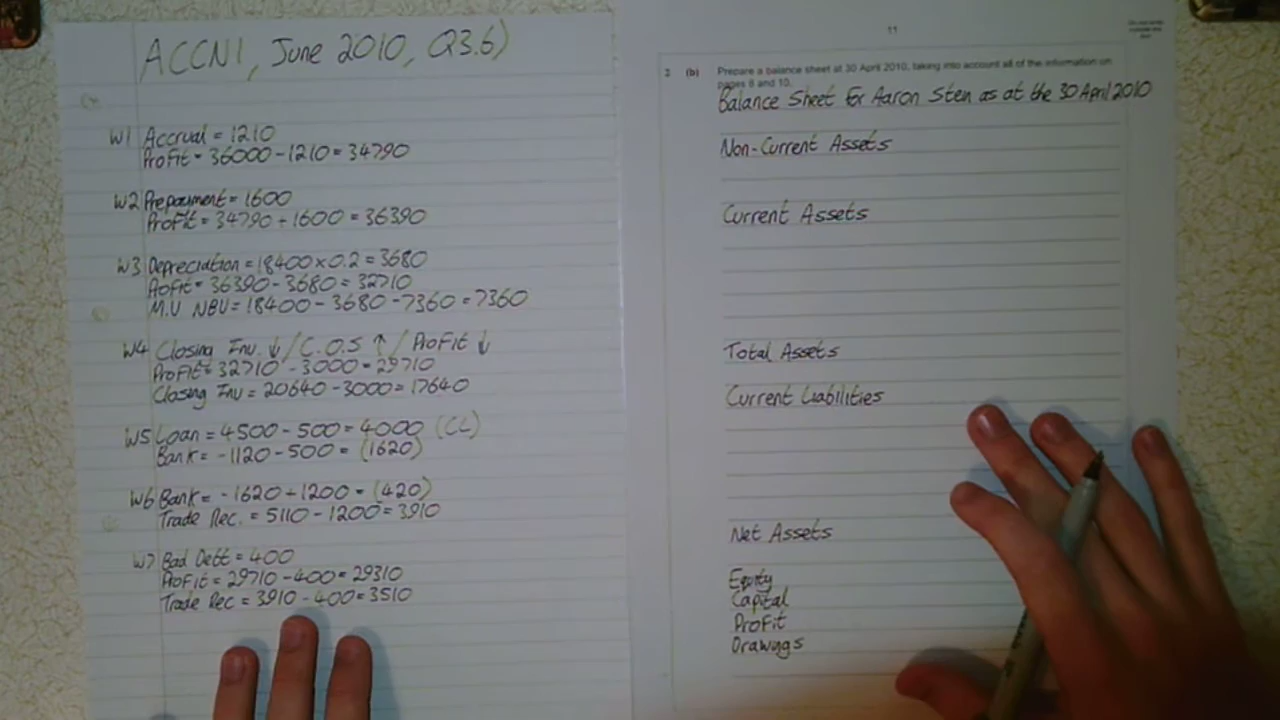 ACCN1, June 2010, Q3.b)
W1 Accrual = 1210
Profit = 36000 - 1210 = 34790
W2 Prepayment = 1600
Profit = 34790 + 1600 = 36390
W3 Depreciation = 18400 x 0.2 = 3680
Profit = 36390 - 3680 = 32710
M.V NBV = 18400 - 3680 - 7360 = 7360
W4 Closing Inv. ↓ / C.O.S ↑ / Profit ↓
Profit = 32710 - 3000 = 29710
Closing Inv = 20640 - 3000 = 17640
W5 Loan = 4500 - 500 = 4000 (CL)
Bank = -1120 - 500 = (1620)
W6 Bank = -1620 + 1200 = (420)
Trade Rec. = 5110 - 1200 = 3910
W7 Bad Debt = 400
Profit = 29710 - 400 = 29310
Trade Rec = 3910 - 400 = 3510
11
3 (b) Prepare a balance sheet at 30 April 2010, taking into account all of the information on
pages 8 and 10.
Balance Sheet for Aaron Sten as at the 30 April 2010
Non-Current Assets
Current Assets
Total Assets
Current Liabilities
Net Assets
Equity
Capital
Profit
Drawings